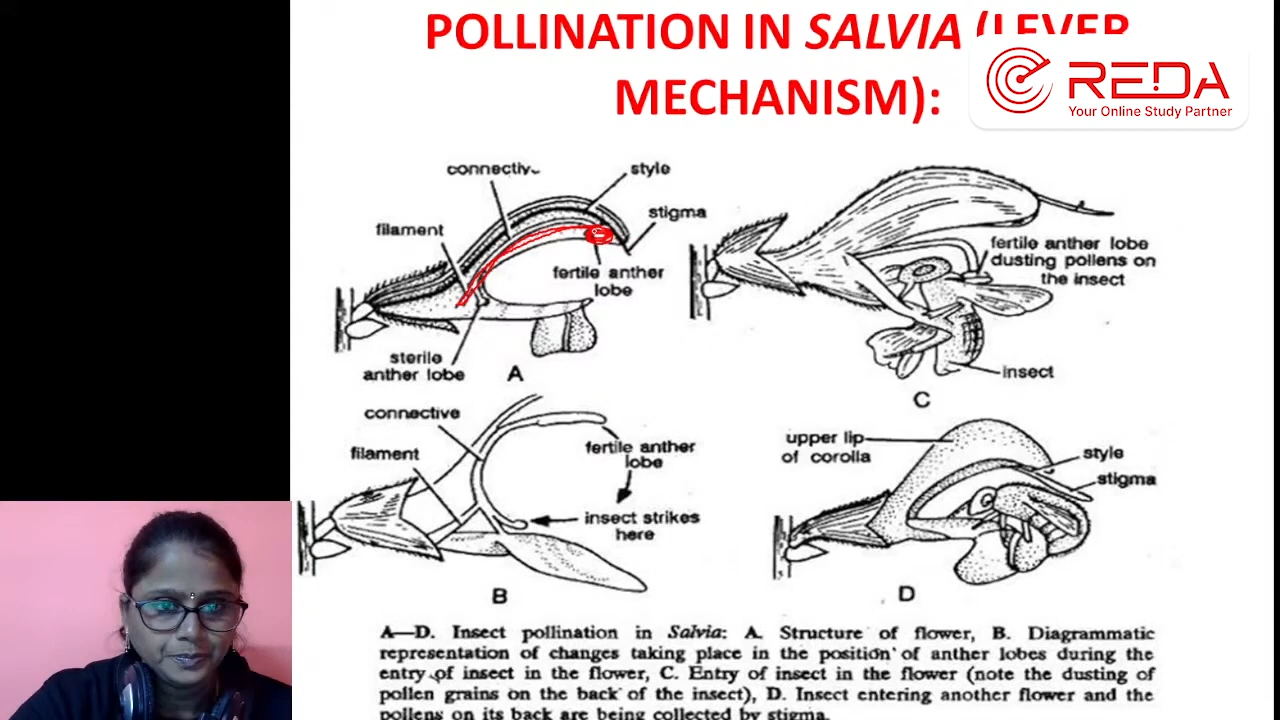 POLLINATION IN SALVIA (LEVER
MECHANISM):
REDA
Your Online Study Partner
connectiv
style
stigma
filament
fertile anther
lobe
sterile
anther lobe
A
fertile anther lobe
dusting pollens on
the insect
insect
C
connective
filament
fertile anther
lobe
insect strikes
here
B
upper lip
of corolla
style
stigma
D
A—D. Insect pollination in Salvia: A. Structure of flower, B. Diagrammatic
representation of changes taking place in the position of anther lobes during the
entry of insect in the flower, C. Entry of insect in the flower (note the dusting of
pollen grains on the back of the insect), D. Insect entering another flower and the
pollens on its back are being collected by stigma.